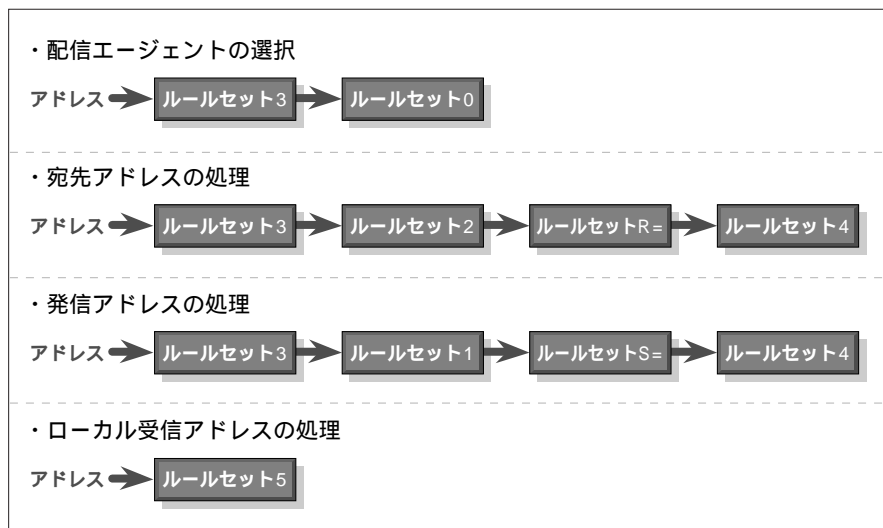 ・配信エージェントの選択
アドレス ルールセット3 ルールセット0
・宛先アドレスの処理
アドレス ルールセット3 ルールセット2 ルールセットR= ルールセット4
・発信アドレスの処理
アドレス ルールセット3 ルールセット1 ルールセットS= ルールセット4
・ローカル受信アドレスの処理
アドレス ルールセット5